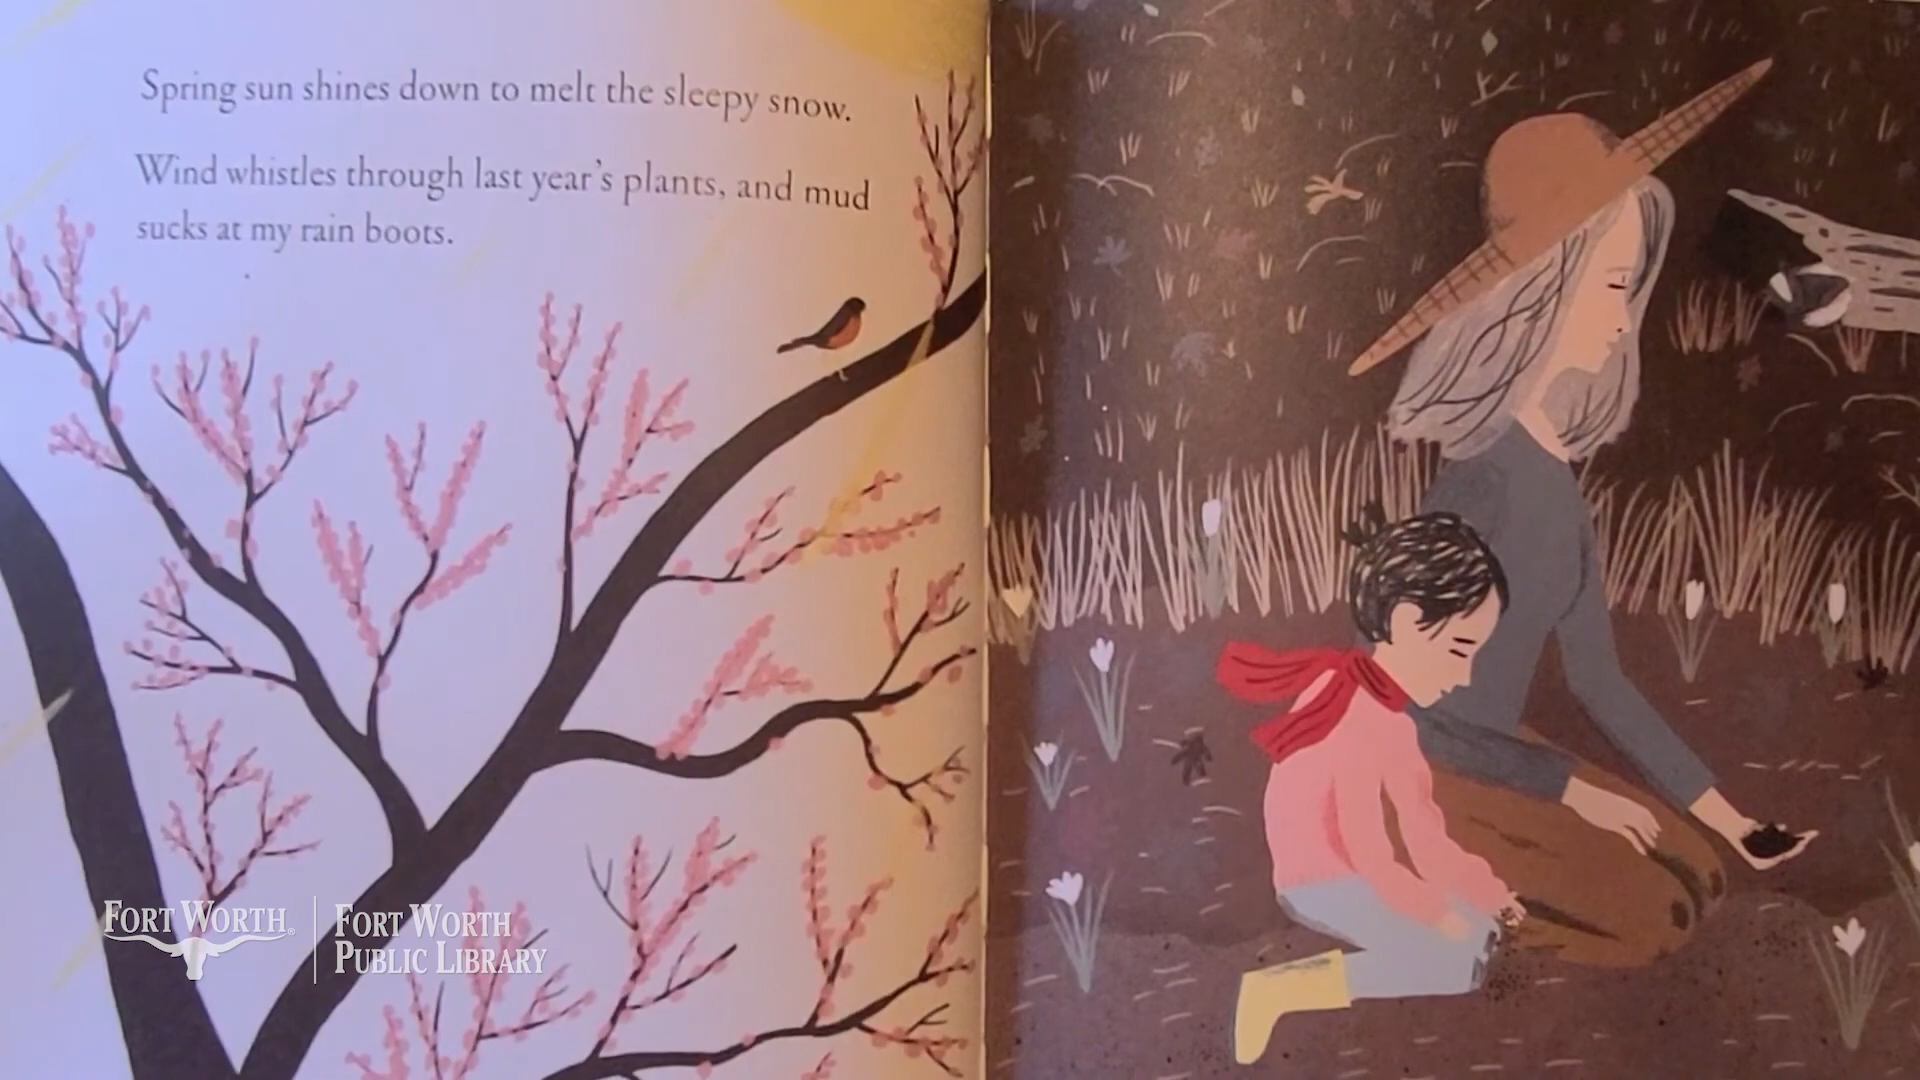 Spring sun shines down to melt the sleepy snow.
Wind whistles through last year's plants, and mud
sucks at my rain boots.
FORT WORTH®
FORT WORTH
PUBLIC LIBRARY